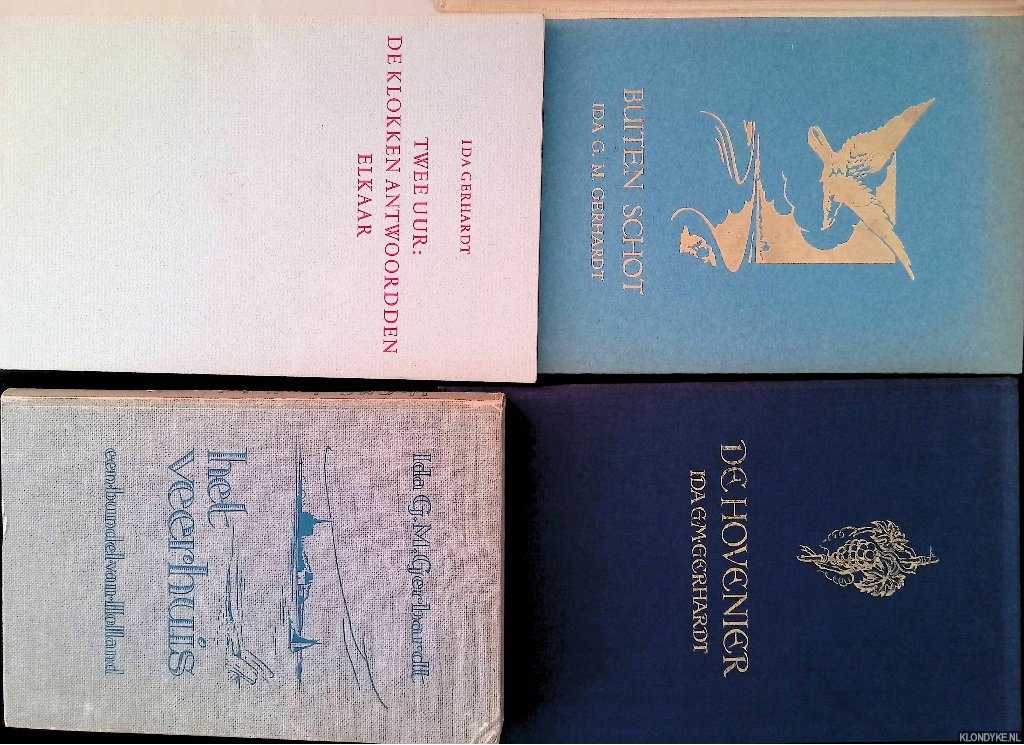 IDA GERHARDT
TWEE UUR:
DE KLOKKEN ANTWOORDDEN
ELKAAR
BUITEN SCHOT
IDA G. M. GERHARDT
Ida G.M. Gerhardt
het
veerhuis
een bundel van Holland
DE HOVENIER
IDA G·M·GERHARDT
KLONDYKE.NL